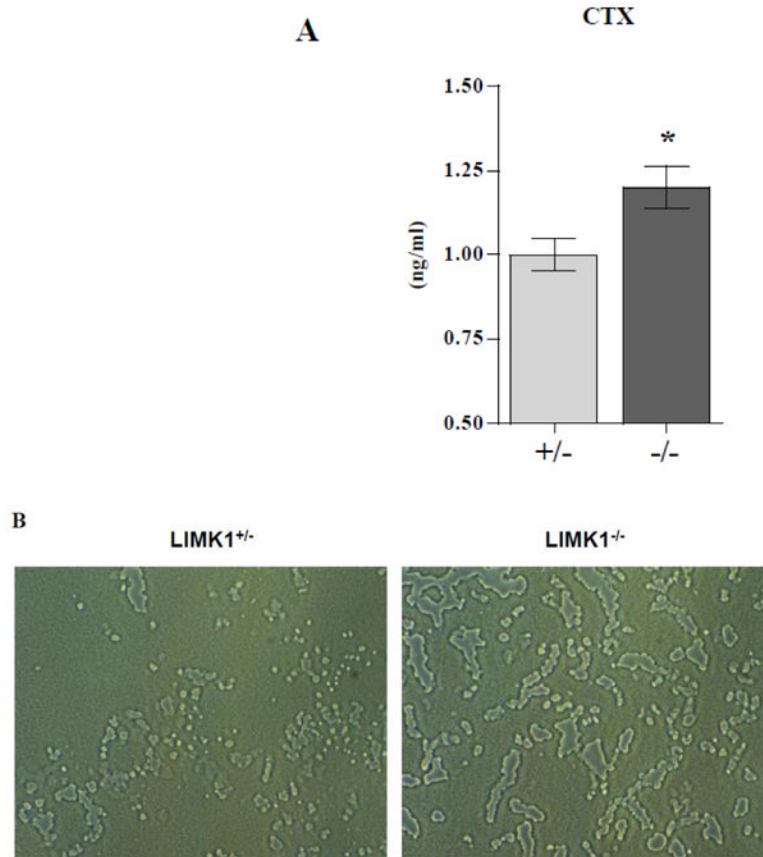 A
CTX
1.50
1.25
1.00
0.75
0.50
(ng/ml)
*
+/-
-/-
B
LIMK1+/-
LIMK1-/-